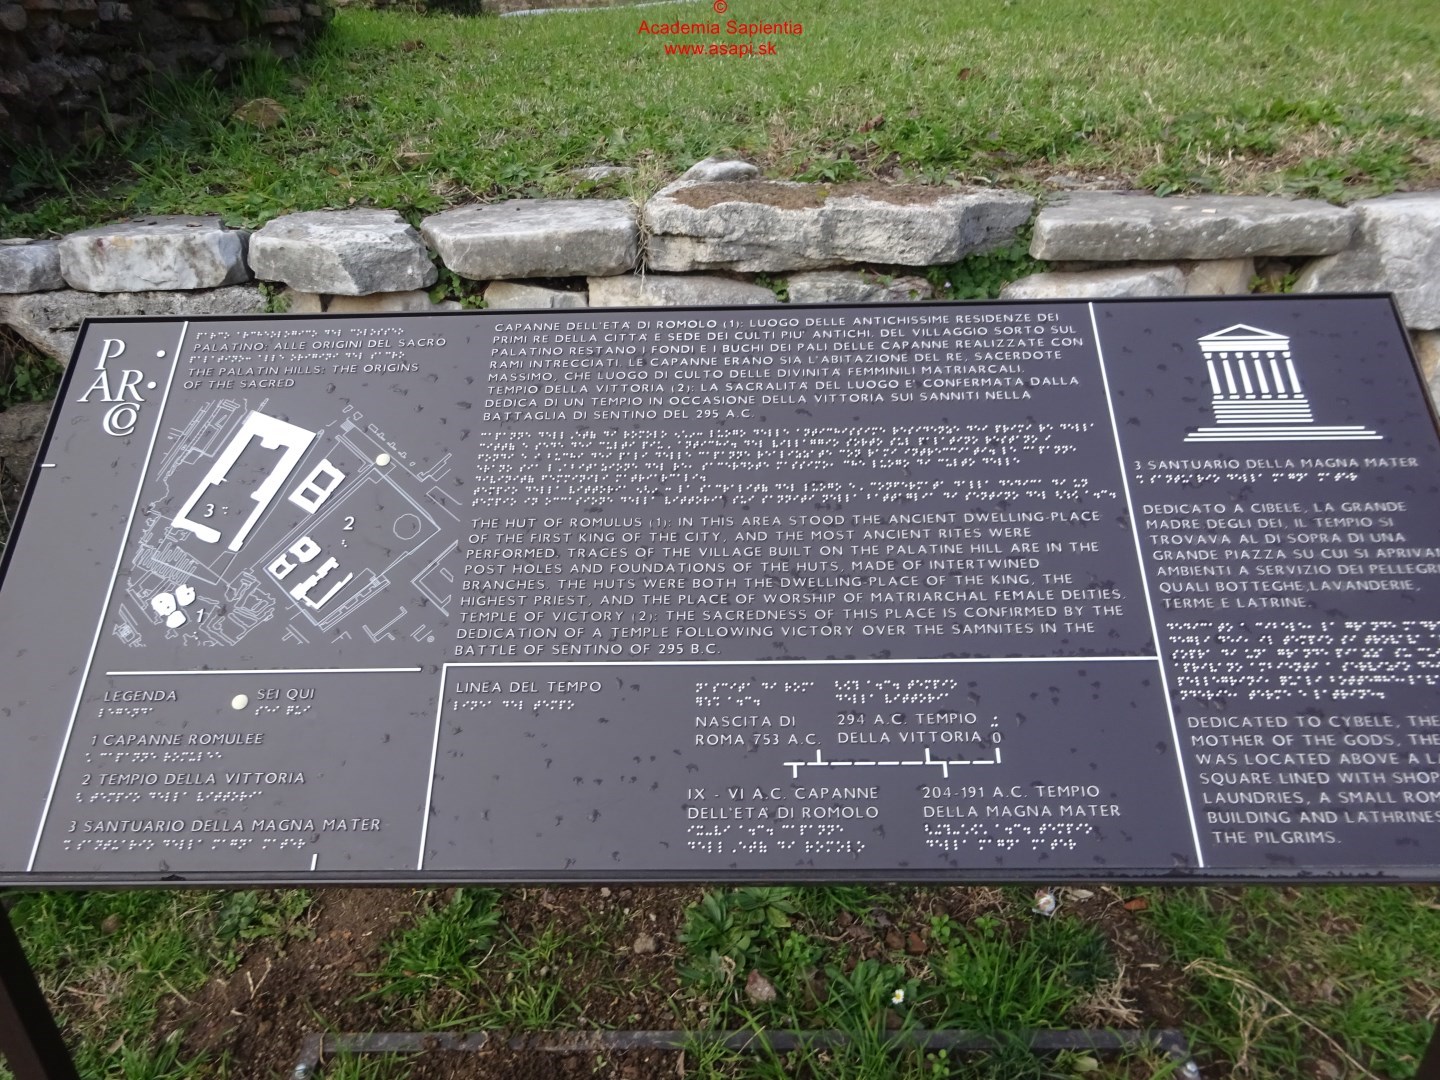 ©
Academia Sapientia
www.asapi.sk
PARCO
PALATINO: ALLE ORIGINI DEL SACRO
THE PALATIN HILLS: THE ORIGINS
OF THE SACRED
3
2
1
LEGENDA
SEI QUI
1 CAPANNE ROMULEE
2 TEMPIO DELLA VITTORIA
3 SANTUARIO DELLA MAGNA MATER
CAPANNE DELL'ETA' DI ROMOLO (1): LUOGO DELLE ANTICHISSIME RESIDENZE DEI
PRIMI RE DELLA CITTA' E SEDE DEI CULTI PIU' ANTICHI. DEL VILLAGGIO SORTO SUL
PALATINO RESTANO I FONDI E I BUCHI DEI PALI DELLE CAPANNE REALIZZATE CON
RAMI INTRECCIATI. LE CAPANNE ERANO SIA L'ABITAZIONE DEL RE, SACERDOTE
MASSIMO, CHE LUOGO DI CULTO DELLE DIVINITA' FEMMINILI MATRIARCALI.
TEMPIO DELLA VITTORIA (2): LA SACRALITA' DEL LUOGO E' CONFERMATA DALLA
DEDICA DI UN TEMPIO IN OCCASIONE DELLA VITTORIA SUI SANNITI NELLA
BATTAGLIA DI SENTINO DEL 295 A.C.
THE HUT OF ROMULUS (1): IN THIS AREA STOOD THE ANCIENT DWELLING-PLACE
OF THE FIRST KING OF THE CITY, AND THE MOST ANCIENT RITES WERE
PERFORMED. TRACES OF THE VILLAGE BUILT ON THE PALATINE HILL ARE IN THE
POST HOLES AND FOUNDATIONS OF THE HUTS, MADE OF INTERTWINED
BRANCHES. THE HUTS WERE BOTH THE DWELLING-PLACE OF THE KING, THE
HIGHEST PRIEST, AND THE PLACE OF WORSHIP OF MATRIARCHAL FEMALE DEITIES.
TEMPLE OF VICTORY (2): THE SACREDNESS OF THIS PLACE IS CONFIRMED BY THE
DEDICATION OF A TEMPLE FOLLOWING VICTORY OVER THE SAMNITES IN THE
BATTLE OF SENTINO OF 295 B.C.
LINEA DEL TEMPO
NASCITA DI
ROMA 753 A.C.
294 A.C. TEMPIO
DELLA VITTORIA
0
IX - VI A.C. CAPANNE
DELL'ETA' DI ROMOLO
204-191 A.C. TEMPIO
DELLA MAGNA MATER
3 SANTUARIO DELLA MAGNA MATER
DEDICATO A CIBELE, LA GRANDE
MADRE DEGLI DEI, IL TEMPIO SI
TROVAVA AL DI SOPRA DI UNA
GRANDE PIAZZA SU CUI SI APRIVAN
AMBIENTI A SERVIZIO DEI PELLEGRI
QUALI BOTTEGHE,LAVANDERIE,
TERME E LATRINE.
DEDICATED TO CYBELE, THE
MOTHER OF THE GODS, THE
WAS LOCATED ABOVE A LA
SQUARE LINED WITH SHOP
LAUNDRIES, A SMALL ROM
BUILDING AND LATHRINES
THE PILGRIMS.